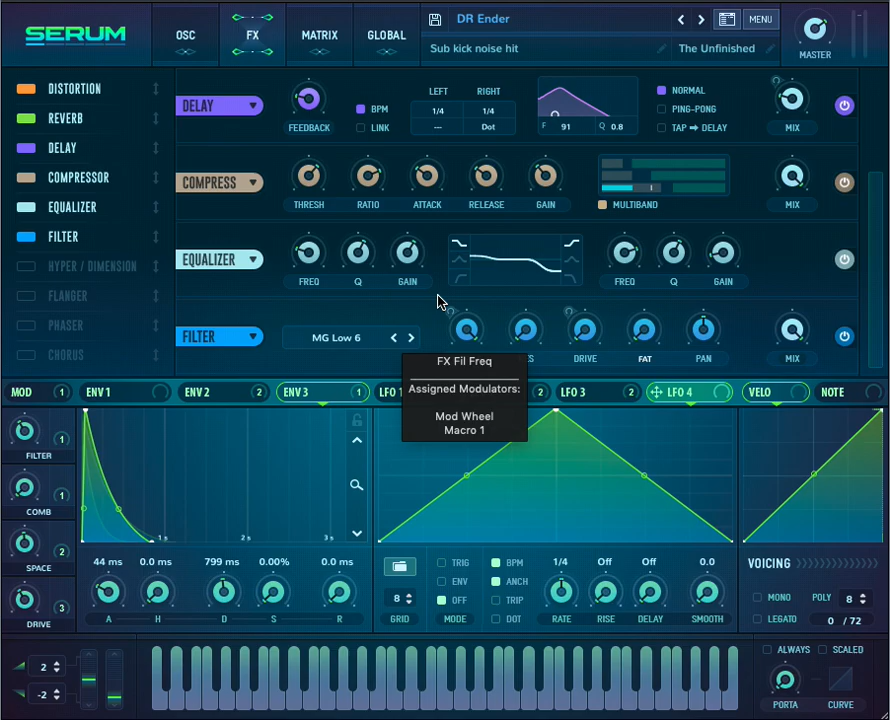 SERUM
OSC
FX
MATRIX
GLOBAL
DR Ender
MENU
Sub kick noise hit
The Unfinished
MASTER
DISTORTION
REVERB
DELAY
COMPRESSOR
EQUALIZER
FILTER
HYPER / DIMENSION
FLANGER
PHASER
CHORUS
DELAY
FEEDBACK
BPM
LINK
LEFT RIGHT
1/4 1/4
--- Dot
F 91 Q 0.8
NORMAL
PING-PONG
TAP ➡ DELAY
MIX
COMPRESS
THRESH RATIO ATTACK RELEASE GAIN
MULTIBAND
MIX
EQUALIZER
FREQ Q GAIN
FREQ Q GAIN
FILTER
MG Low 6
DRIVE FAT PAN
MIX
FX Fil Freq
Assigned Modulators:
Mod Wheel
Macro 1
MOD 1 ENV 1 ENV 2 2 ENV 3 1 LFO 1 2 LFO 3 LFO 4 VELO NOTE
FILTER 1
COMB 1
SPACE 2
DRIVE 3
1 s 2 s 3 s
44 ms 0.0 ms 799 ms 0.00% 0.0 ms
A H D S R
8
GRID
TRIG
ENV
OFF
MODE
BPM
ANCH
TRIP
DOT
1/4 Off Off 0.0
RATE RISE DELAY SMOOTH
VOICING
MONO POLY 8
LEGATO 0 / 72
2
-2
ALWAYS SCALED
PORTA CURVE